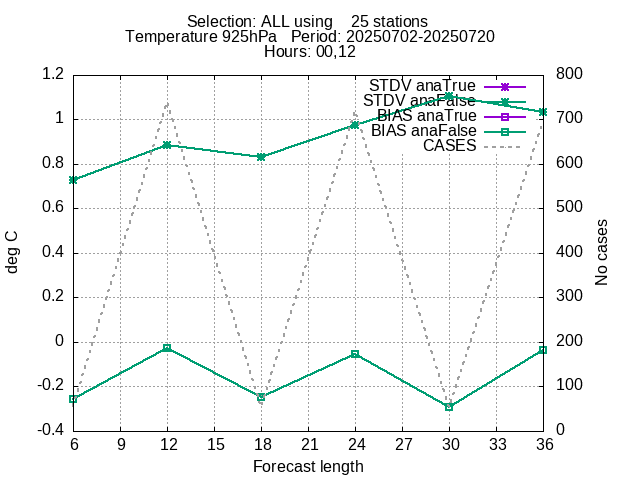 Selection: ALL using    25 stations
Temperature 925hPa   Period: 20250702-20250720
Hours: 00,12
STDV anaTrue
STDV anaFalse
BIAS anaTrue
BIAS anaFalse
CASES
1.2
1
0.8
0.6
0.4
0.2
0
-0.2
-0.4
deg C
800
700
600
500
400
300
200
100
0
No cases
6 9 12 15 18 21 24 27 30 33 36
Forecast length